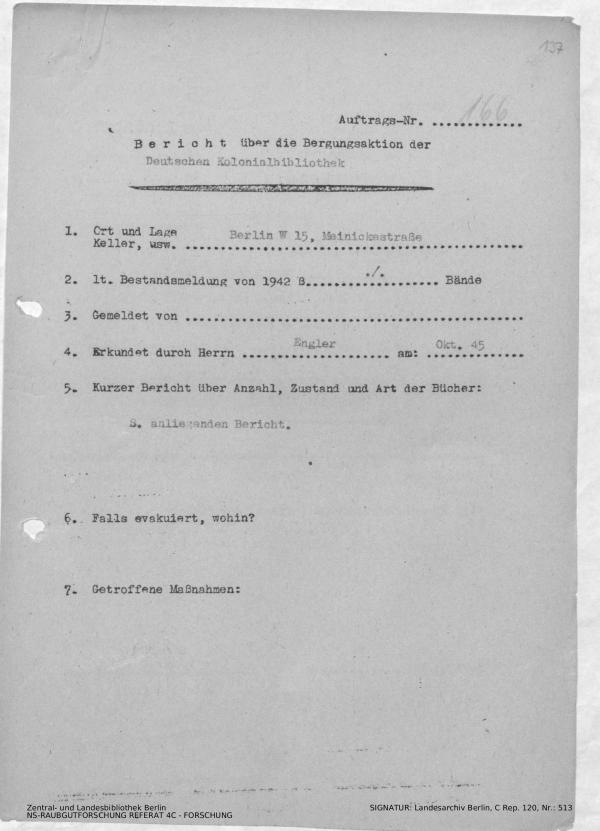 137
Auftrags-Nr. 166
B e r i c h t über die Bergungsaktion der
Deutschen Kolonialbibliothek
1. Ort und Lage Berlin W 15, Meinickestraße
Keller, usw. ..............................
2. lt. Bestandsmeldung von 1942 8......./......... Bände
3. Gemeldet von ..............................
4. Erkundet durch Herrn Engler am: Okt. 45
5. Kurzer Bericht über Anzahl, Zustand und Art der Bücher:
S. anliegenden Bericht.
6. Falls evakuiert, wohin?
7. Getroffene Maßnahmen:
Zentral- und Landesbibliothek Berlin
NS-RAUBGUTFORSCHUNG REFERAT 4C - FORSCHUNG
SIGNATUR: Landesarchiv Berlin, C Rep. 120, Nr.: 513